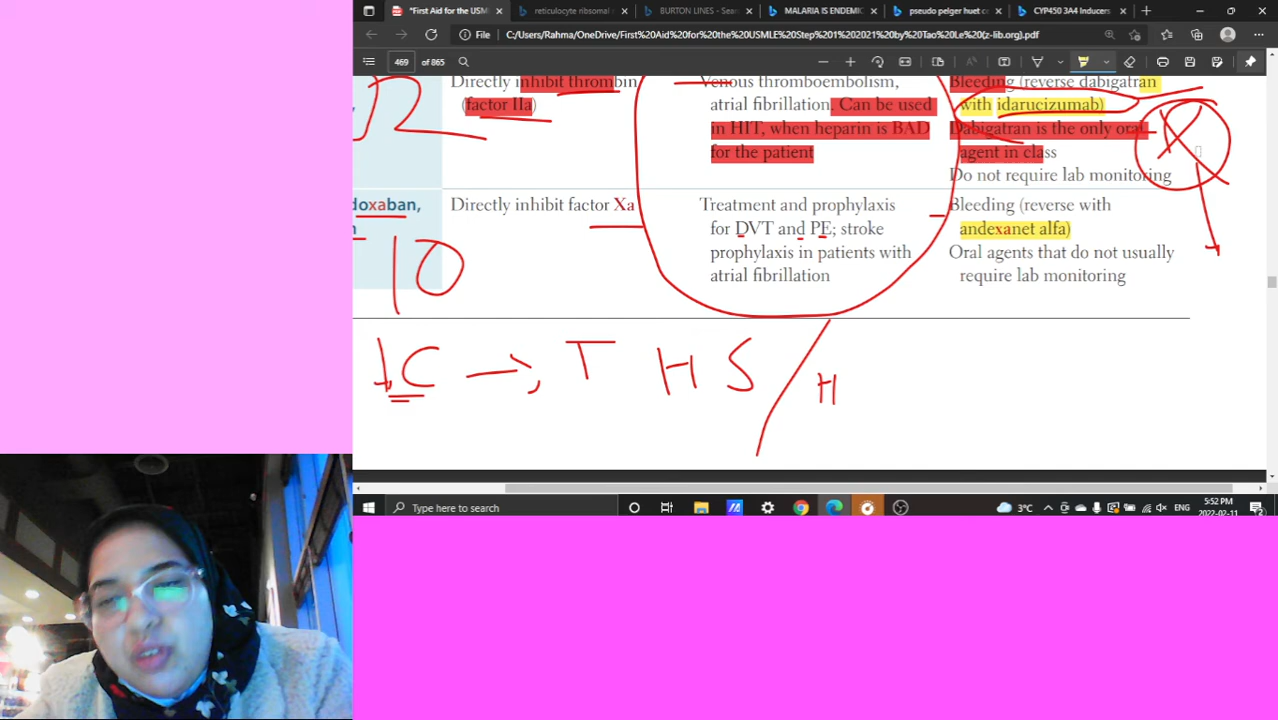 "First Aid for the USM
reticulocyte ribsomal r
BURTON LINES - Sear
MALARIA IS ENDEMIC
pseudo pelger huet c
CYP450 3A4 Inducers
File
C:/Users/Rahma/OneDrive/First%20Aid%20for%20the%20USMLE%20Step%201%202021%20by%20Tao%20Le%20(z-lib.org).pdf
469 of 865
Directly inhibit thrombin
(factor IIa)
Venous thromboembolism,
atrial fibrillation. Can be used
in HIT, when heparin is BAD
for the patient
Bleeding (reverse dabigatran
with idarucizumab)
Dabigatran is the only oral
agent in class
Do not require lab monitoring
doxaban,
n
Directly inhibit factor Xa
Treatment and prophylaxis
for DVT and PE; stroke
prophylaxis in patients with
atrial fibrillation
Bleeding (reverse with
andexanet alfa)
Oral agents that do not usually
require lab monitoring
10
T H S / H
Type here to search
3°C
ENG
5:52 PM
2022-02-11